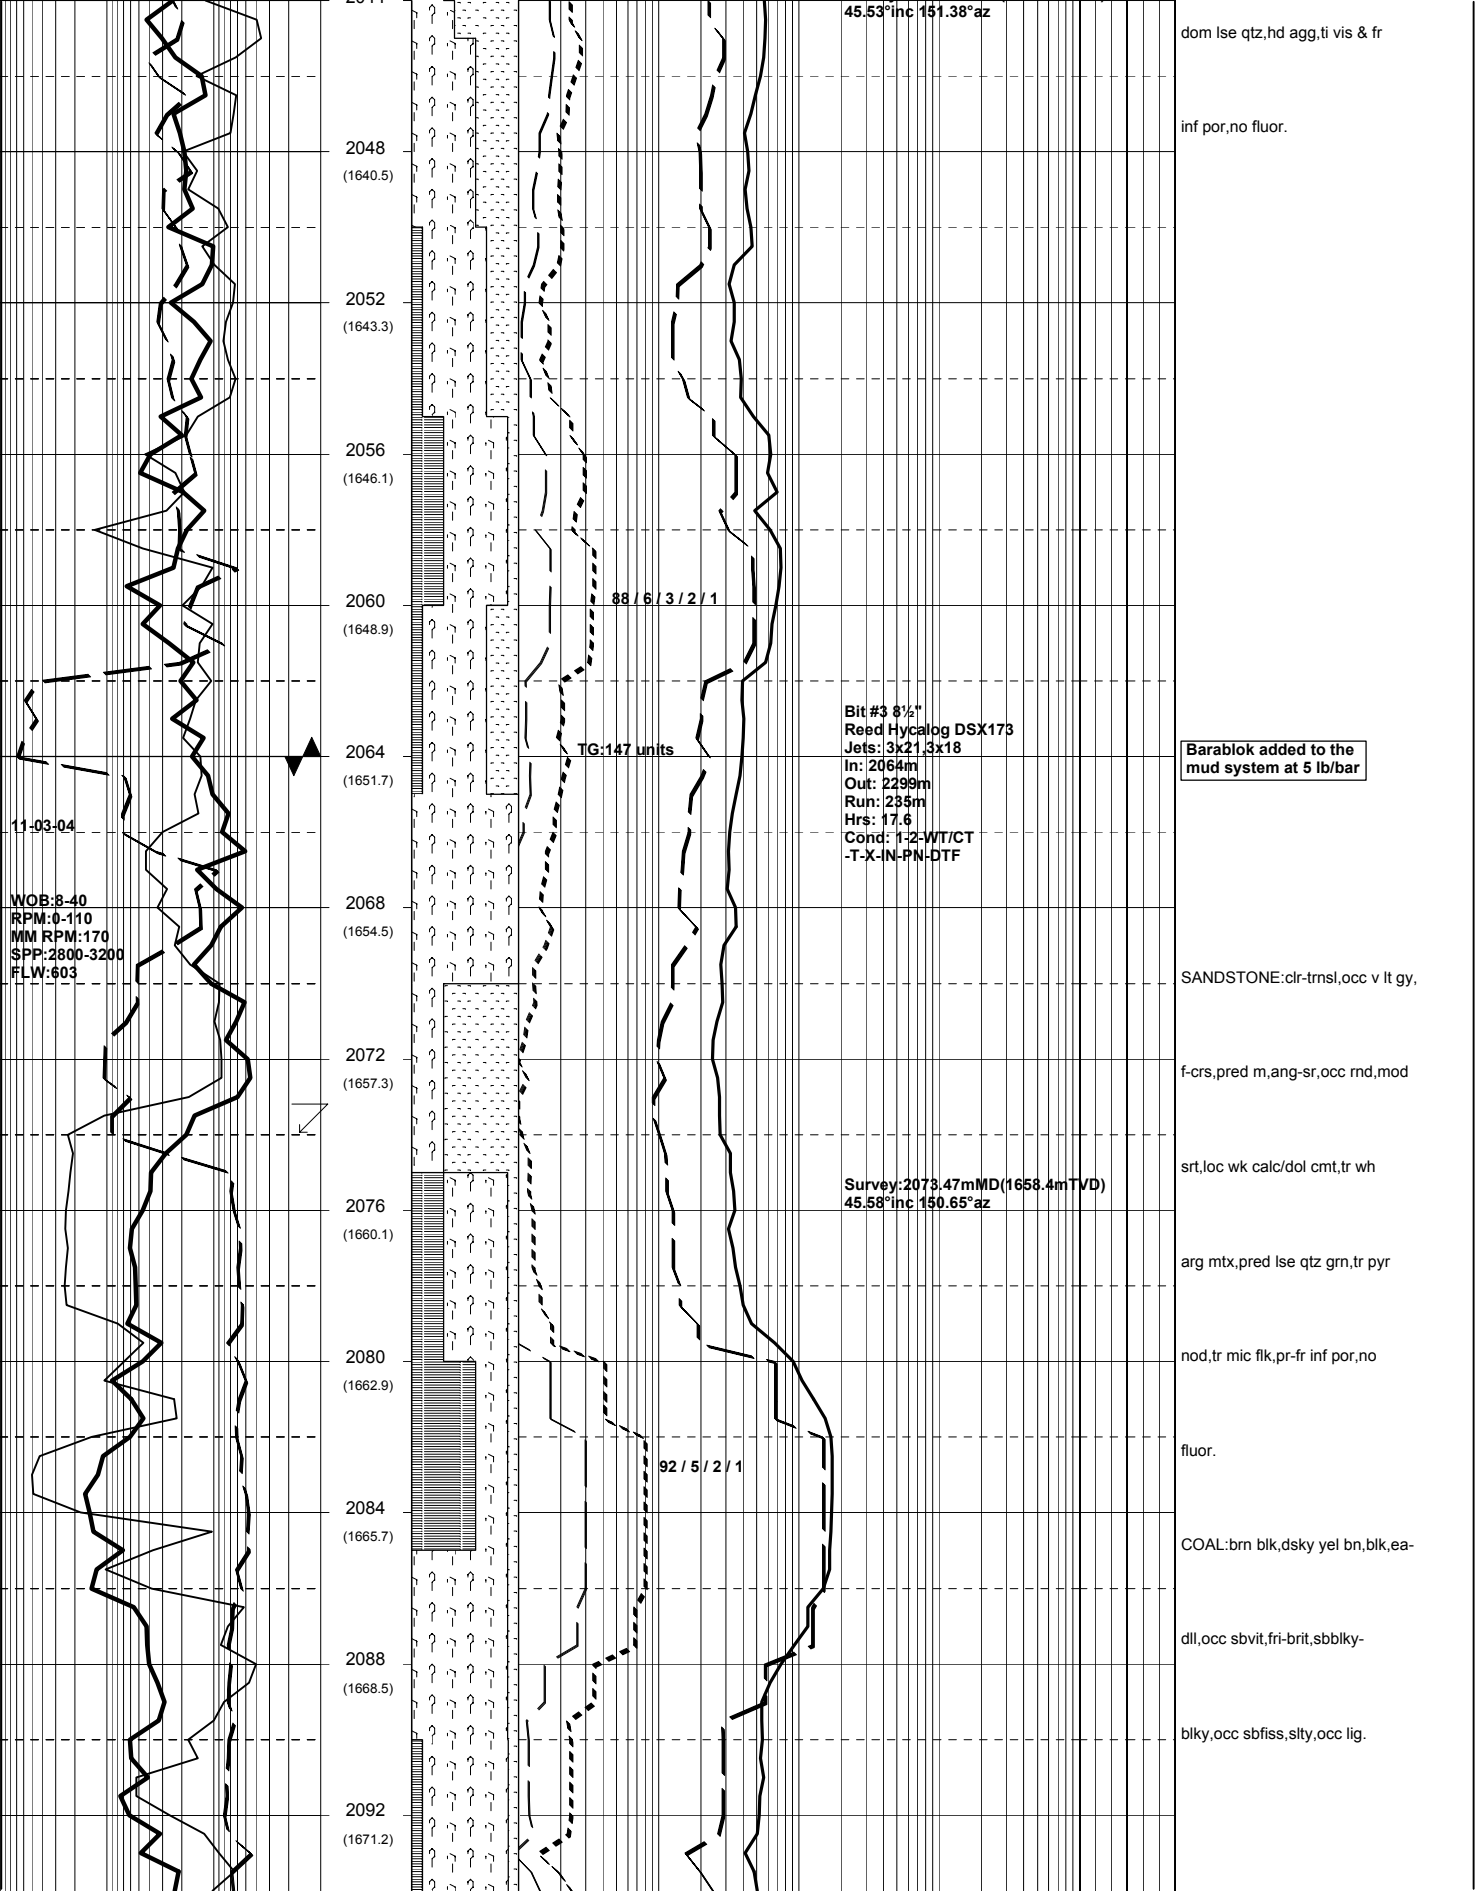 45.53°inc 151.38°az
dom lse qtz,hd agg,ti vis & fr
inf por,no fluor.
2048
(1640.5)
2052
(1643.3)
2056
(1646.1)
88 / 6 / 3 / 2 / 1
2060
(1648.9)
Bit #3 8½"
Reed Hycalog DSX173
Jets: 3x21,3x18
In: 2064m
Out: 2299m
Run: 235m
Hrs: 17.6
Cond: 1-2-WT/CT
-T-X-IN-PN-DTF
TG:147 units
2064
(1651.7)
Barablok added to the
mud system at 5 lb/bar
11-03-04
WOB:8-40
RPM:0-110
MM RPM:170
SPP:2800-3200
FLW:603
2068
(1654.5)
SANDSTONE:clr-trnsl,occ v lt gy,
2072
(1657.3)
f-crs,pred m,ang-sr,occ rnd,mod
srt,loc wk calc/dol cmt,tr wh
Survey:2073.47mMD(1658.4mTVD)
45.58°inc 150.65°az
2076
(1660.1)
arg mtx,pred lse qtz grn,tr pyr
2080
(1662.9)
nod,tr mic flk,pr-fr inf por,no
fluor.
92 / 5 / 2 / 1
2084
(1665.7)
COAL:brn blk,dsky yel bn,blk,ea-
dll,occ sbvit,fri-brit,sbblky-
2088
(1668.5)
blky,occ sbfiss,slty,occ lig.
2092
(1671.2)